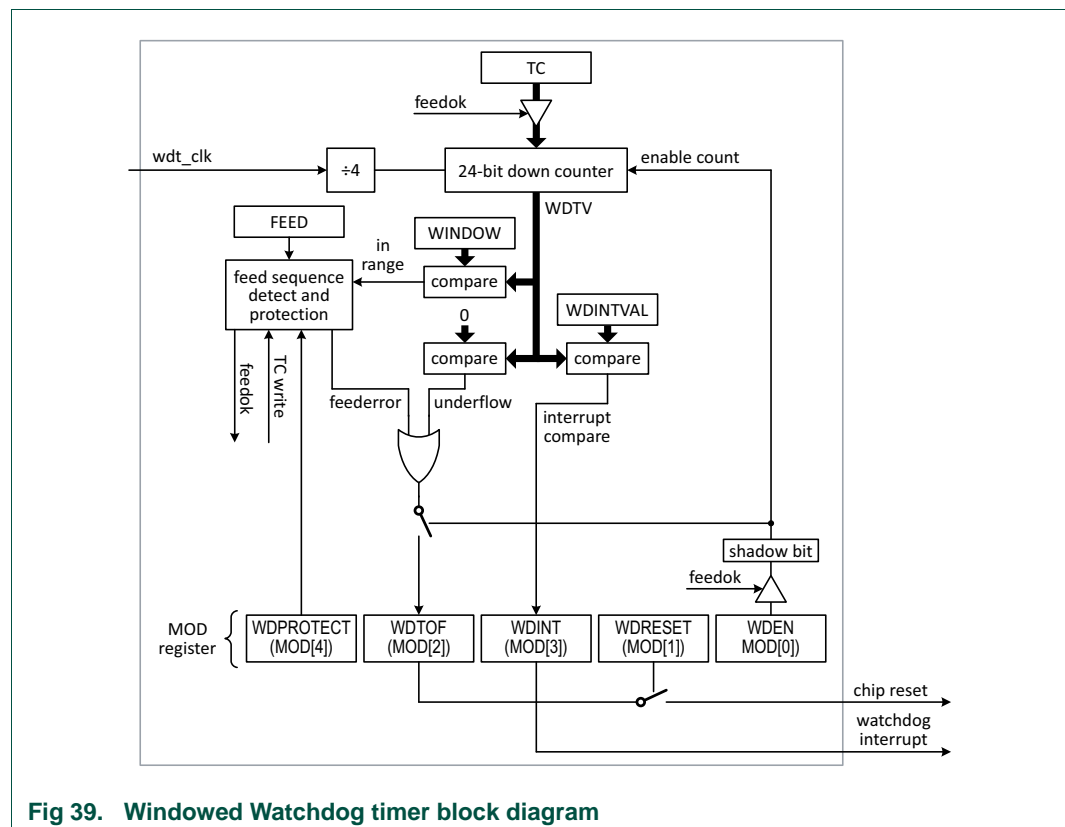 TC
feedok
wdt_clk
÷4
24-bit down counter
enable count
WDTV
FEED
WINDOW
in
range
feed sequence
detect and
protection
compare
0
WDINTVAL
compare
compare
feedok
TC write
feederror
underflow
interrupt
compare
shadow bit
feedok
MOD
register
WDPROTECT
(MOD[4])
WDTOF
(MOD[2])
WDINT
(MOD[3])
WDRESET
(MOD[1])
WDEN
MOD[0])
chip reset
watchdog
interrupt
Fig 39. Windowed Watchdog timer block diagram